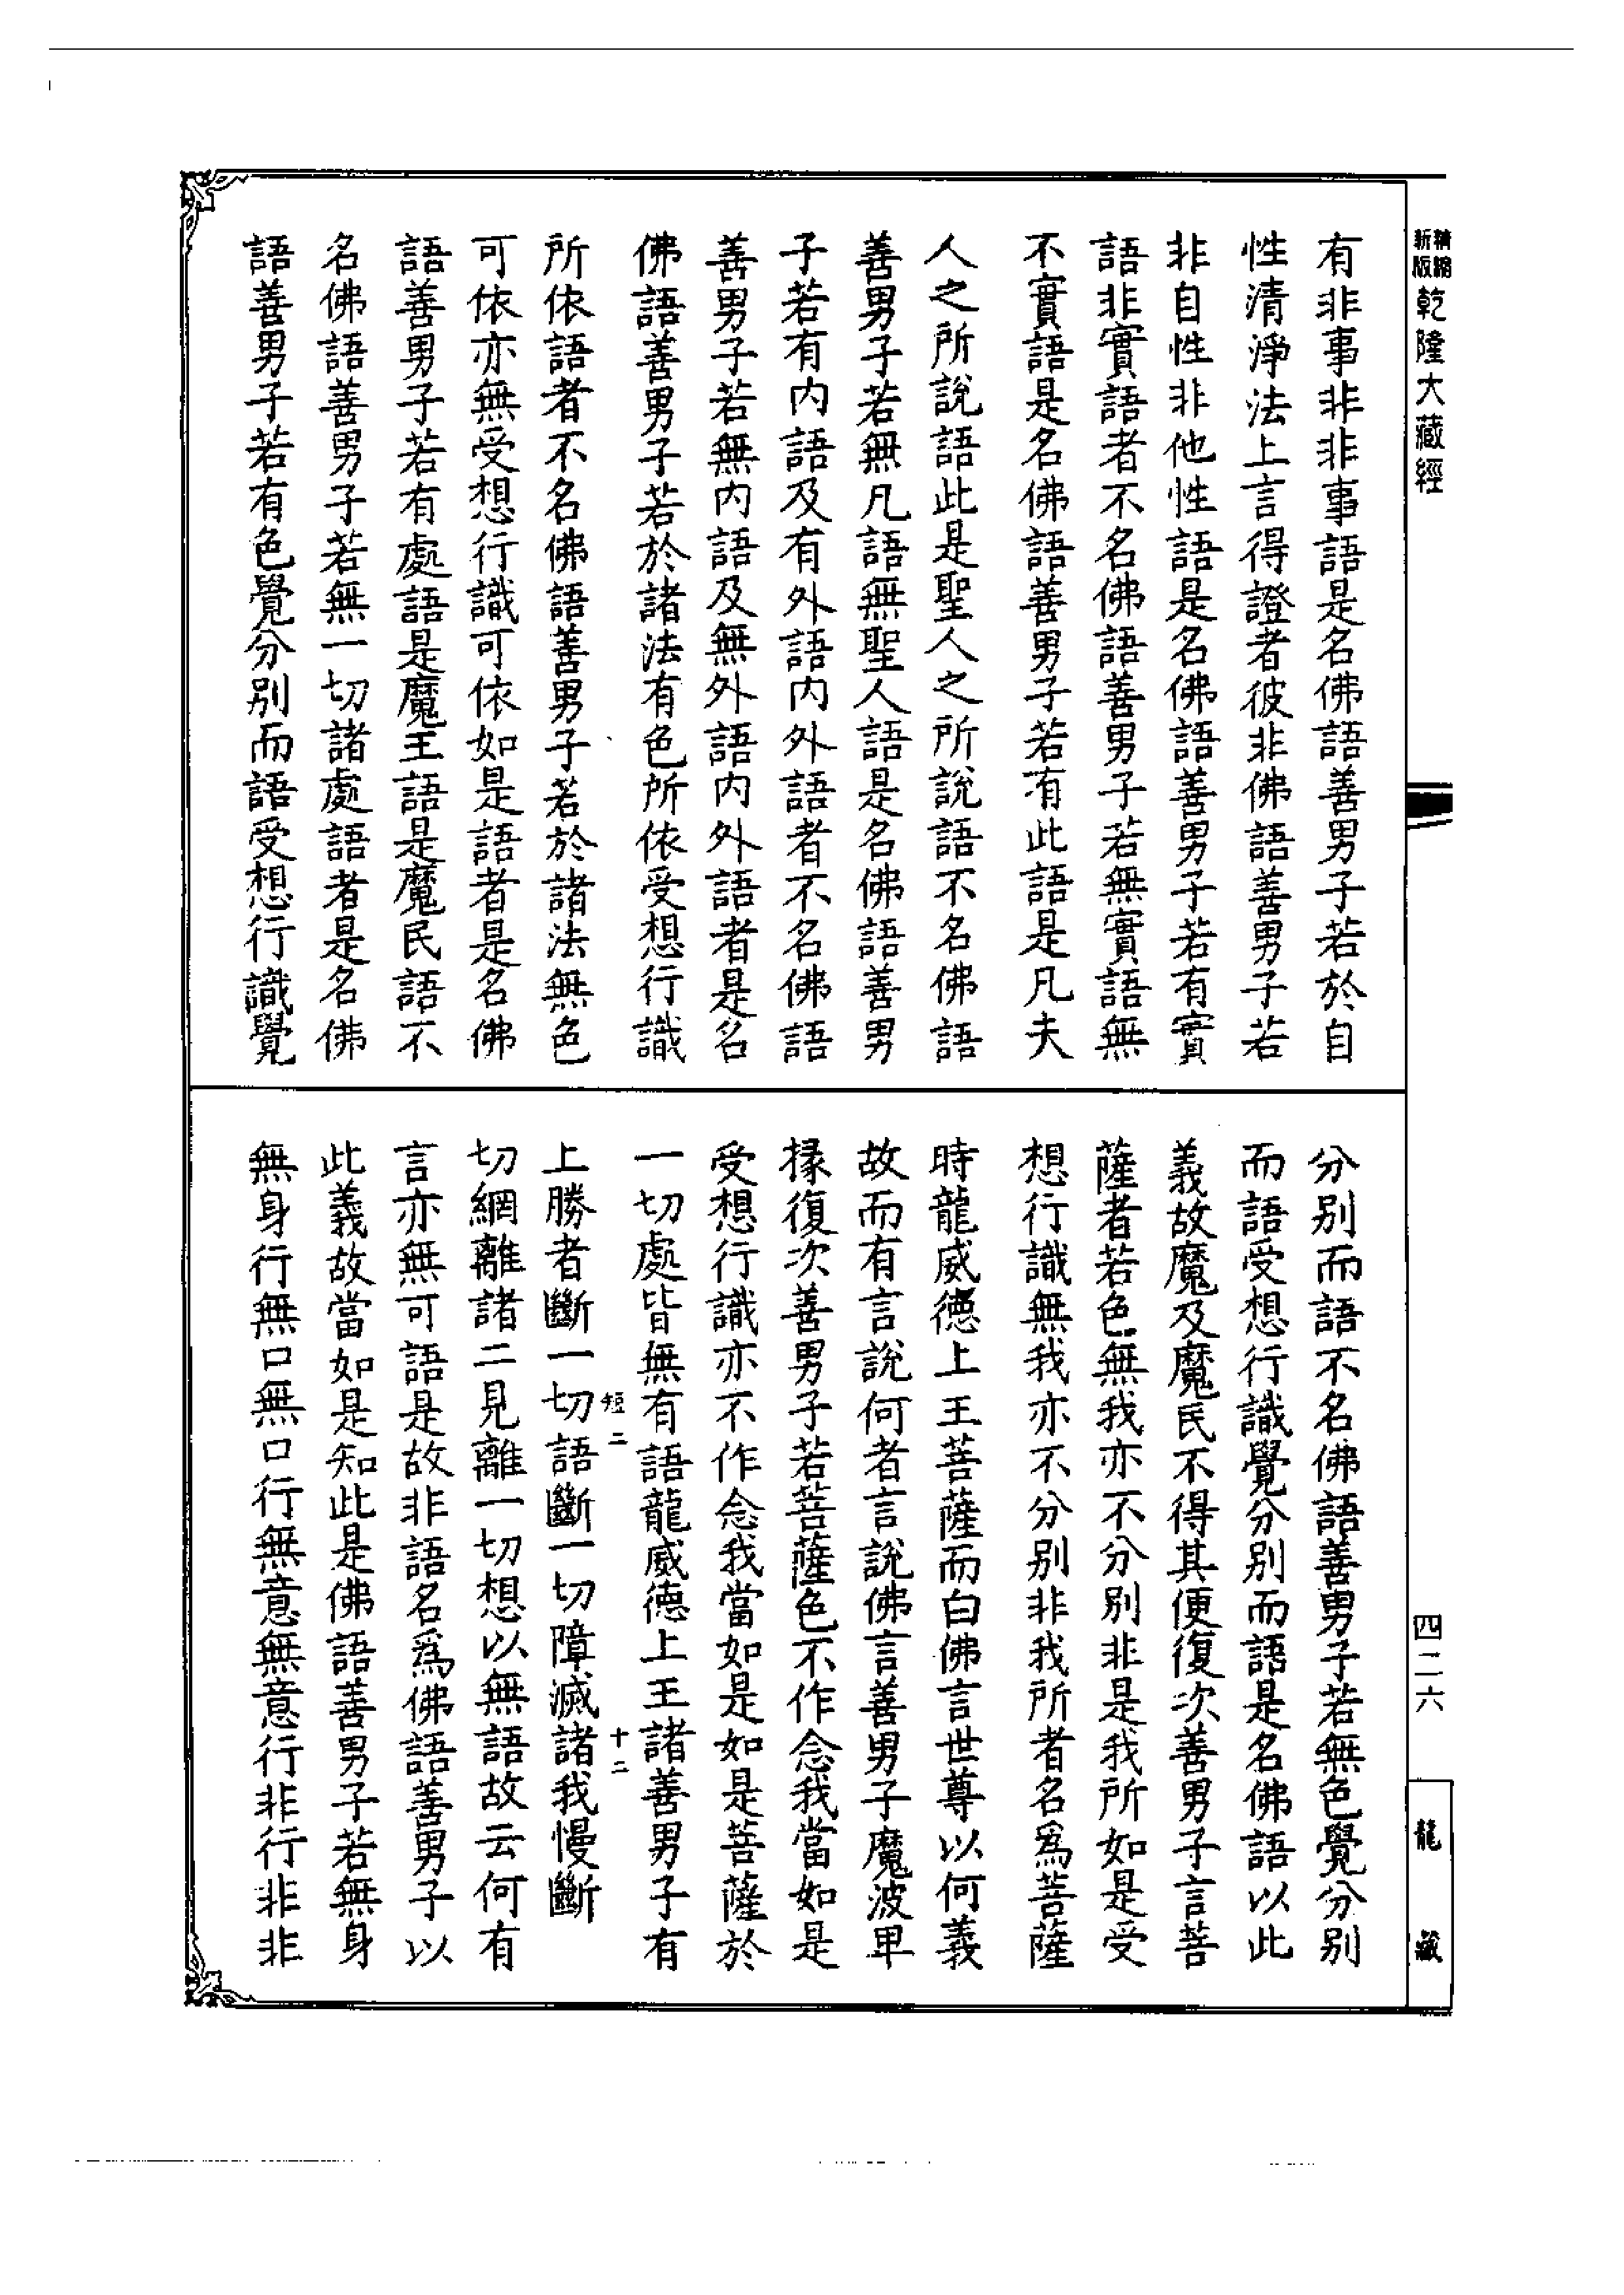 精縮
新版
乾隆大藏經
有非事非非事語是名佛語善男子若於自
性清淨法上言得證者彼非佛語善男子若
非自性非他性語是名佛語善男子若有實
語非實語者不名佛語善男子若無實語無
不實語是名佛語善男子若有此語是凡夫
人之所說語此是聖人之所說語不名佛語
善男子若無凡語無聖人語是名佛語善男
子若有内語及有外語内外語者不名佛語
善男子若無内語及無外語内外語者是名
佛語善男子若於諸法有色所依受想行識
所依語者不名佛語善男子若於諸法無色
可依亦無受想行識可依如是語者是名佛
語善男子若有處語是魔王語是魔民語不
名佛語善男子若無一切諸處語者是名佛
語善男子若有色覺分别而語受想行識覺
分别而語不名佛語善男子若無色覺分别
而語受想行識覺分别而語是名佛語以此
義故魔及魔民不得其便復次善男子言菩
薩者若色無我亦不分别非是我所如是受
想行識無我亦不分别非我所者名爲菩薩
時龍威德上王菩薩而白佛言世尊以何義
故而有言說何者言說佛言善男子魔波卑
掾復次善男子若菩薩色不作念我當如是
受想行識亦不作念我當如是如是菩薩於
一切處皆無有語龍威德上王諸善男子有
短二
十二
上勝者斷一切語斷一切障滅諸我慢斷
切網離諸二見離一切想以無語故云何有
言亦無可語是故非語名爲佛語善男子以
此義故當如是知此是佛語善男子若無身
無身行無口無口行無意無意行非行非非
四二六
龍藏